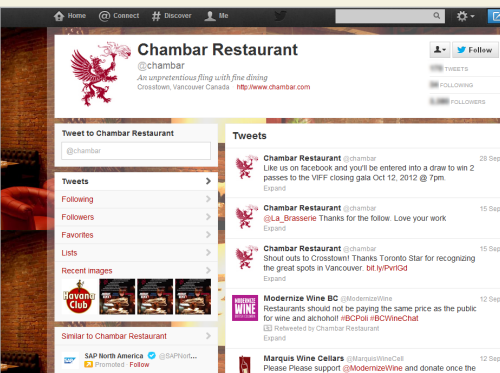 Home @ Connect # Discover Me
Chambar Restaurant
@chambar
An unpretentious fling with fine dining
Crosstown, Vancouver Canada http://www.chambar.com
Follow
TWEETS
FOLLOWING
FOLLOWERS
Tweet to Chambar Restaurant
@chambar
Tweets
Following
Followers
Favorites
Lists
Recent images
Havana
Club
Similar to Chambar Restaurant
SAP
SAP North America @SAPNort...
Promoted · Follow
Tweets
Chambar Restaurant @chambar 28 Sep
Like us on facebook and you'll be entered into a draw to win 2
passes to the VIFF closing gala Oct 12, 2012 @ 7pm.
Expand
Chambar Restaurant @chambar 15 Sep
@La_Brasserie Thanks for the follow. Love your work
Expand
Chambar Restaurant @chambar 15 Sep
Shout outs to Crosstown! Thanks Toronto Star for recognizing
the great spots in Vancouver. bit.ly/PvrlGd
Expand
MODERNIZE
WINE
Modernize Wine BC @ModernizeWine 12 Sep
Restaurants should not be paying the same price as the public
for wine and alcohol! #BCPoli #BCWineChat
Retweeted by Chambar Restaurant
Expand
Marquis Wine Cellars @MarquisWineCell 12 Sep
Please Please support @ModernizeWine and donate once the